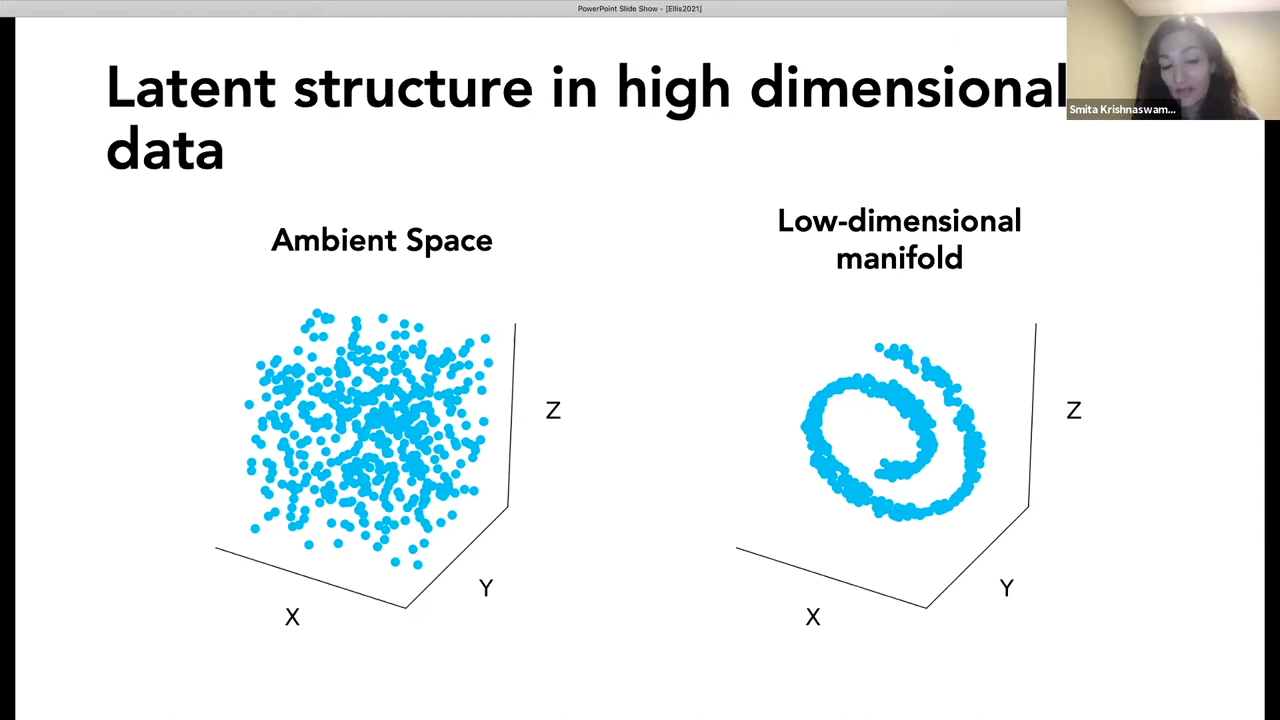 PowerPoint Slide Show - [Ellis2021]
Latent structure in high dimensional
data
Smita Krishnaswam...
Ambient Space
Low-dimensional
manifold
Z
Y
X
Z
Y
X